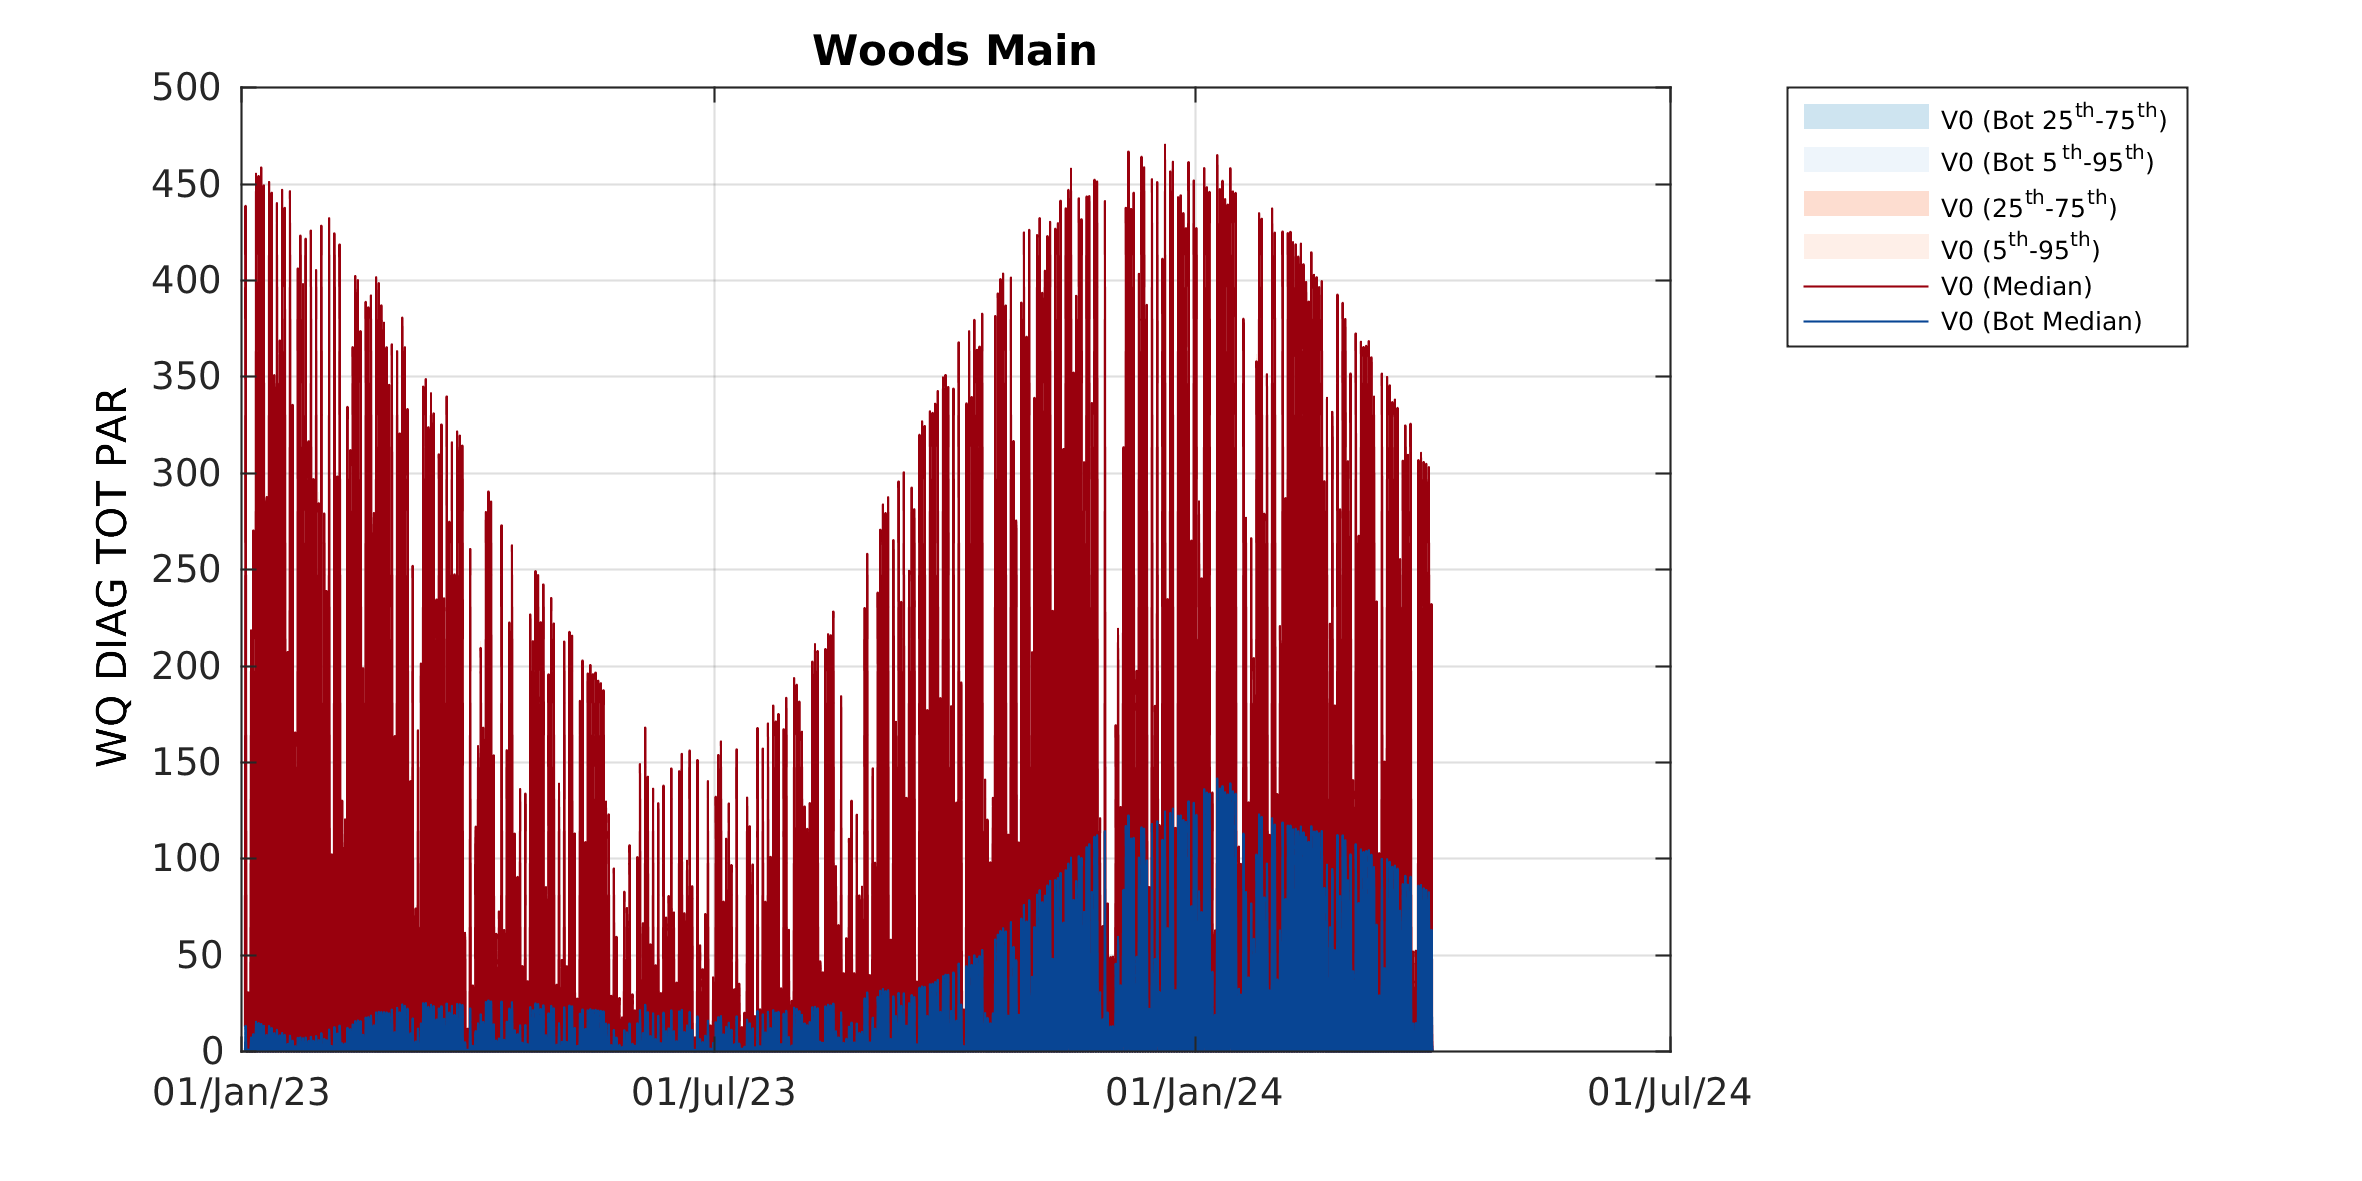 Woods Main
500
450
400
350
300
250
200
150
100
50
0
WQ DIAG TOT PAR
01/Jan/23
01/Jul/23
01/Jan/24
01/Jul/24
V0 (Bot 25th-75th)
V0 (Bot 5th-95th)
V0 (25th-75th)
V0 (5th-95th)
V0 (Median)
V0 (Bot Median)